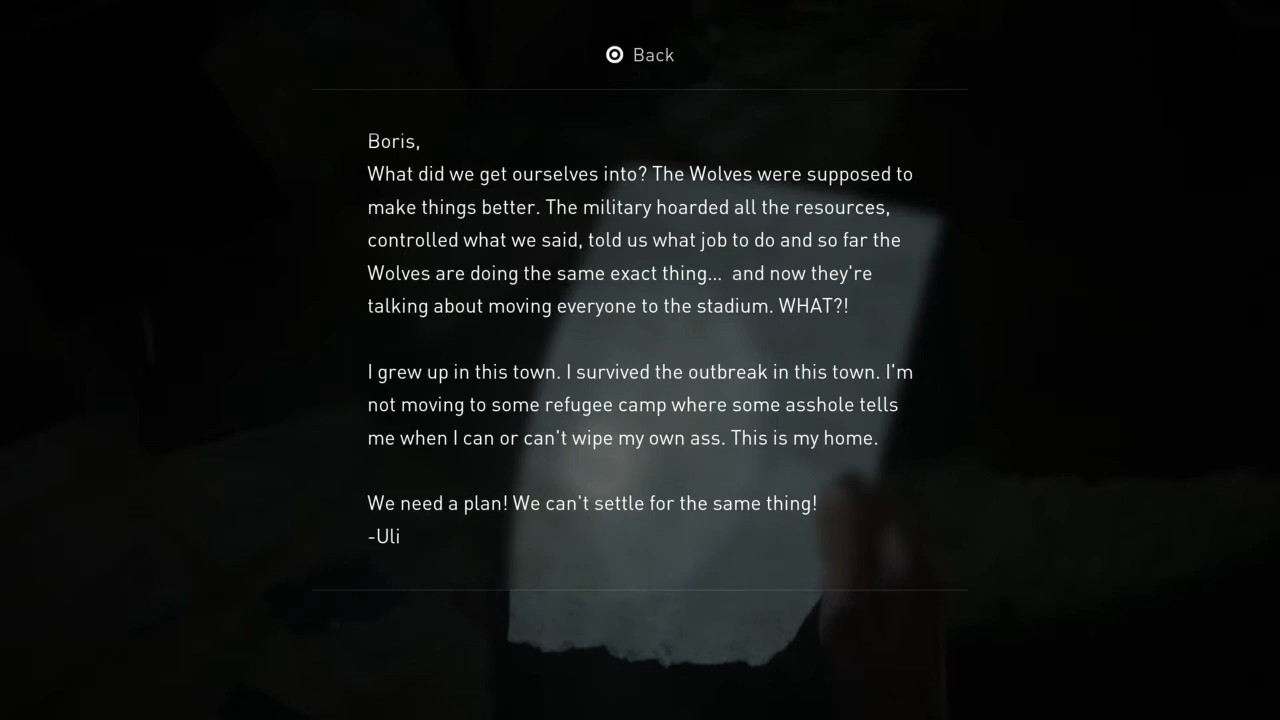 Back
Boris,
What did we get ourselves into? The Wolves were supposed to
make things better. The military hoarded all the resources,
controlled what we said, told us what job to do and so far the
Wolves are doing the same exact thing...  and now they're
talking about moving everyone to the stadium. WHAT?!
I grew up in this town. I survived the outbreak in this town. I'm
not moving to some refugee camp where some asshole tells
me when I can or can't wipe my own ass. This is my home.
We need a plan! We can't settle for the same thing!
-Uli